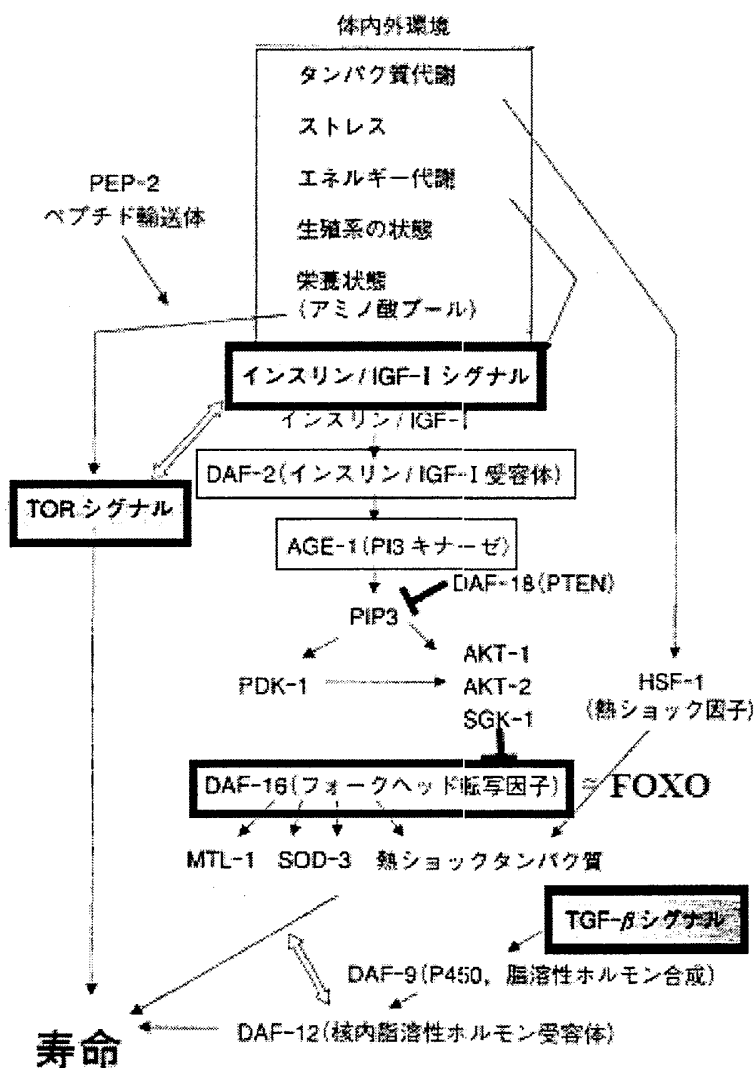 体内外環境
タンパク質代謝
ストレス
エネルギー代謝
生殖系の状態
栄養状態
(アミノ酸プール)
PEP-2
ペプチド輸送体
インスリン/IGF-Ⅰシグナル
インスリン/IGF-Ⅰ
DAF-2(インスリン/IGF-Ⅰ受容体)
TORシグナル
AGE-1(PI3キナーゼ)
DAF-18(PTEN)
PIP3
PDK-1
AKT-1
AKT-2
SGK-1
HSF-1
(熱ショック因子)
DAF-16(フォークヘッド転写因子)
= FOXO
MTL-1 SOD-3 熱ショックタンパク質
TGF-βシグナル
DAF-9(P450，脂溶性ホルモン合成)
DAF-12(核内脂溶性ホルモン受容体)
寿命